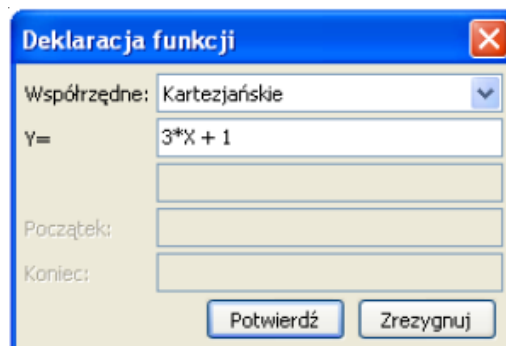 Deklaracja funkcji
Współrzędne: Kartezjańskie
Y= 3*X + 1
Początek:
Koniec:
Potwierdź Zrezygnuj